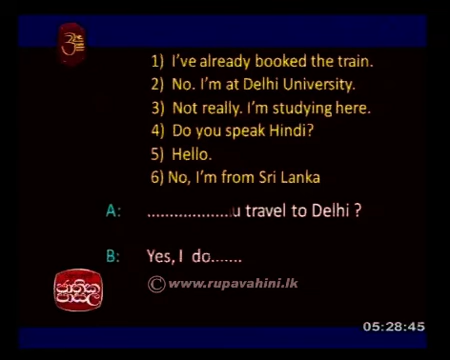 1) I've already booked the train.
2) No. I'm at Delhi University.
3) Not really. I'm studying here.
4) Do you speak Hindi?
5) Hello.
6) No, I'm from Sri Lanka
A: ...................u travel to Delhi ?
B: Yes, I do.......
ජාතික
පාසල
© www.rupavahini.lk
05:28:45